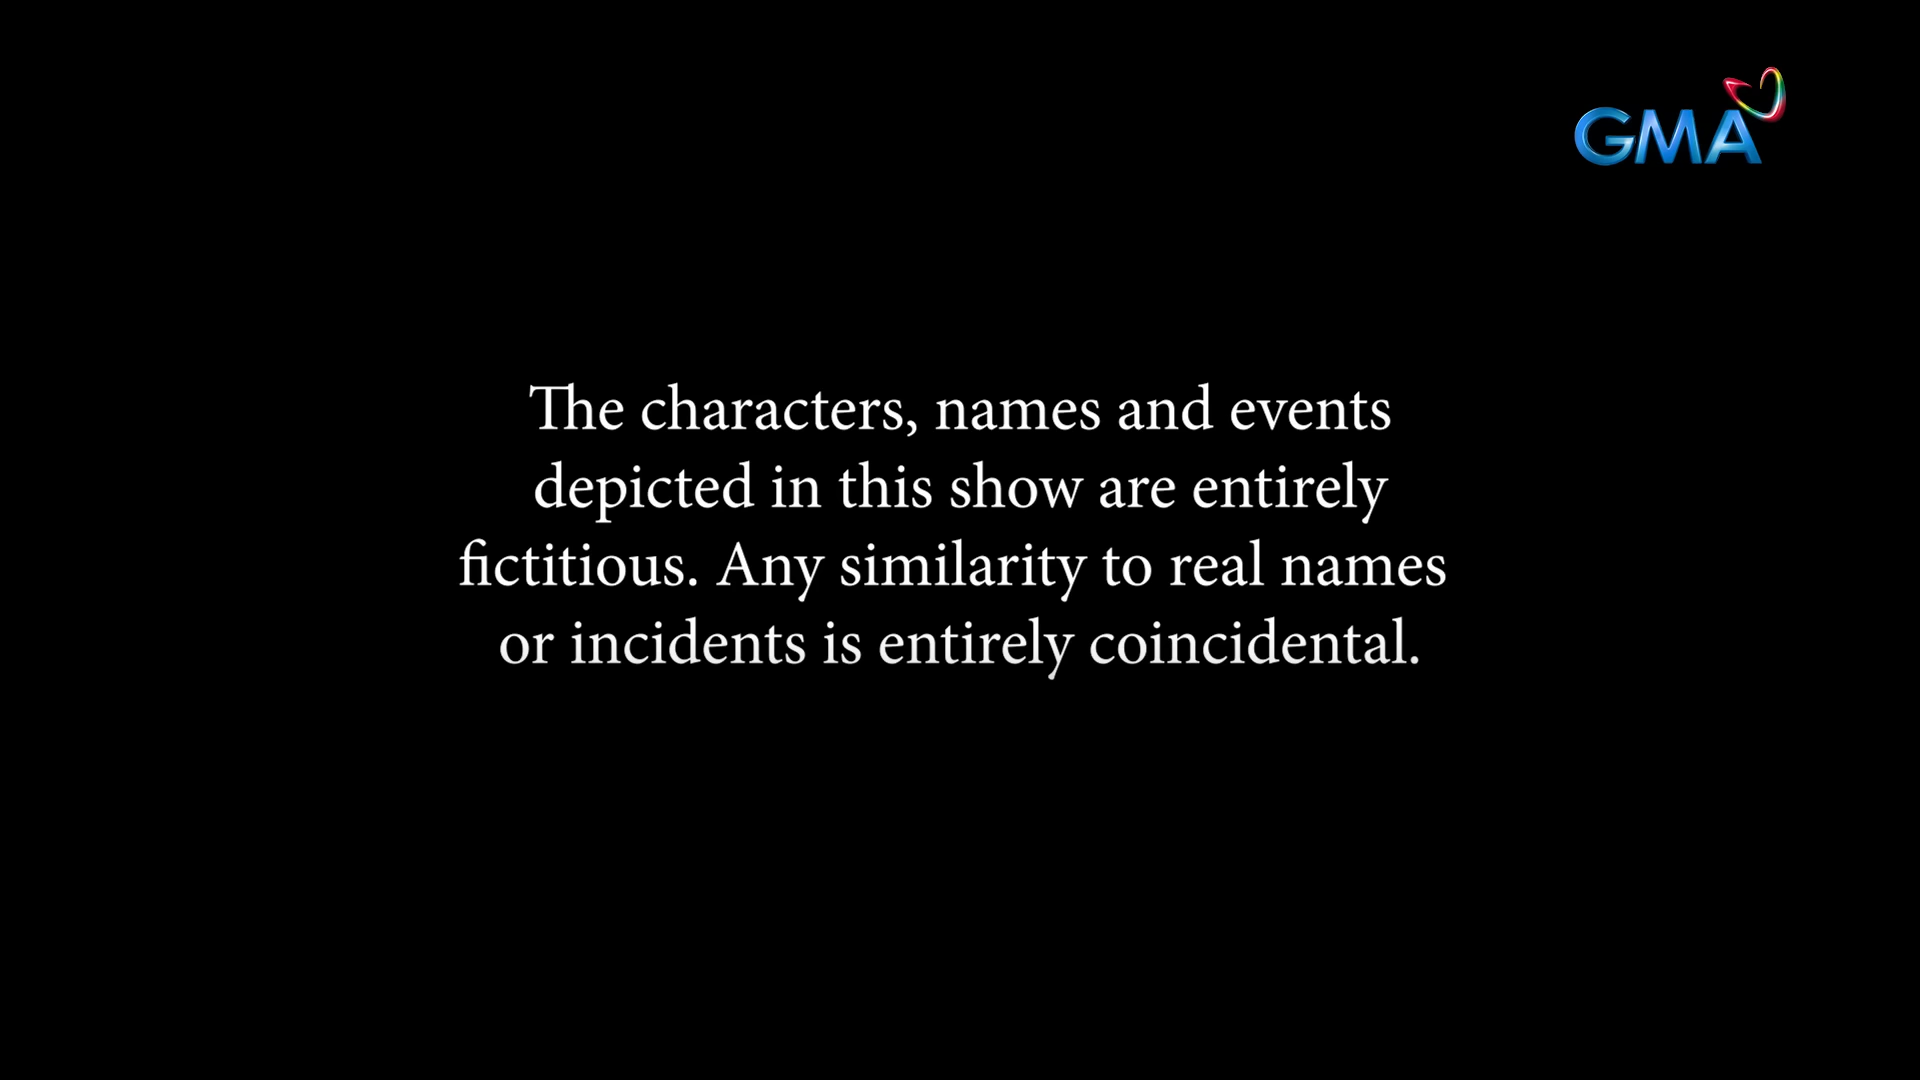 GMA
The characters, names and events
depicted in this show are entirely
fictitious. Any similarity to real names
or incidents is entirely coincidental.